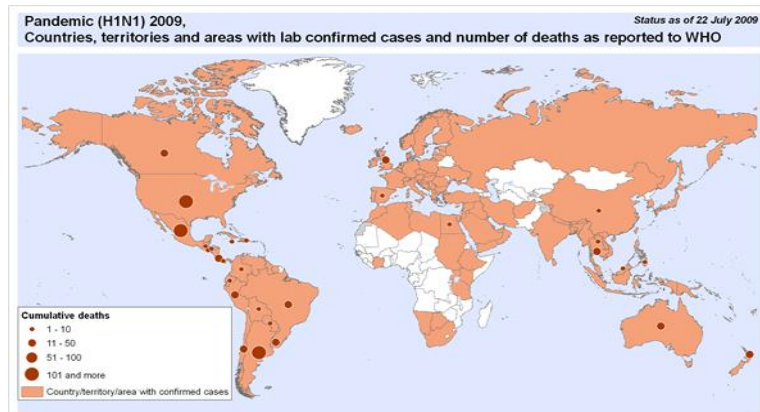 Pandemic (H1N1) 2009,
Status as of 22 July 2009
Countries, territories and areas with lab confirmed cases and number of deaths as reported to WHO
Cumulative deaths
1 - 10
11 - 50
51 - 100
101 and more
Country/territory/area with confirmed cases